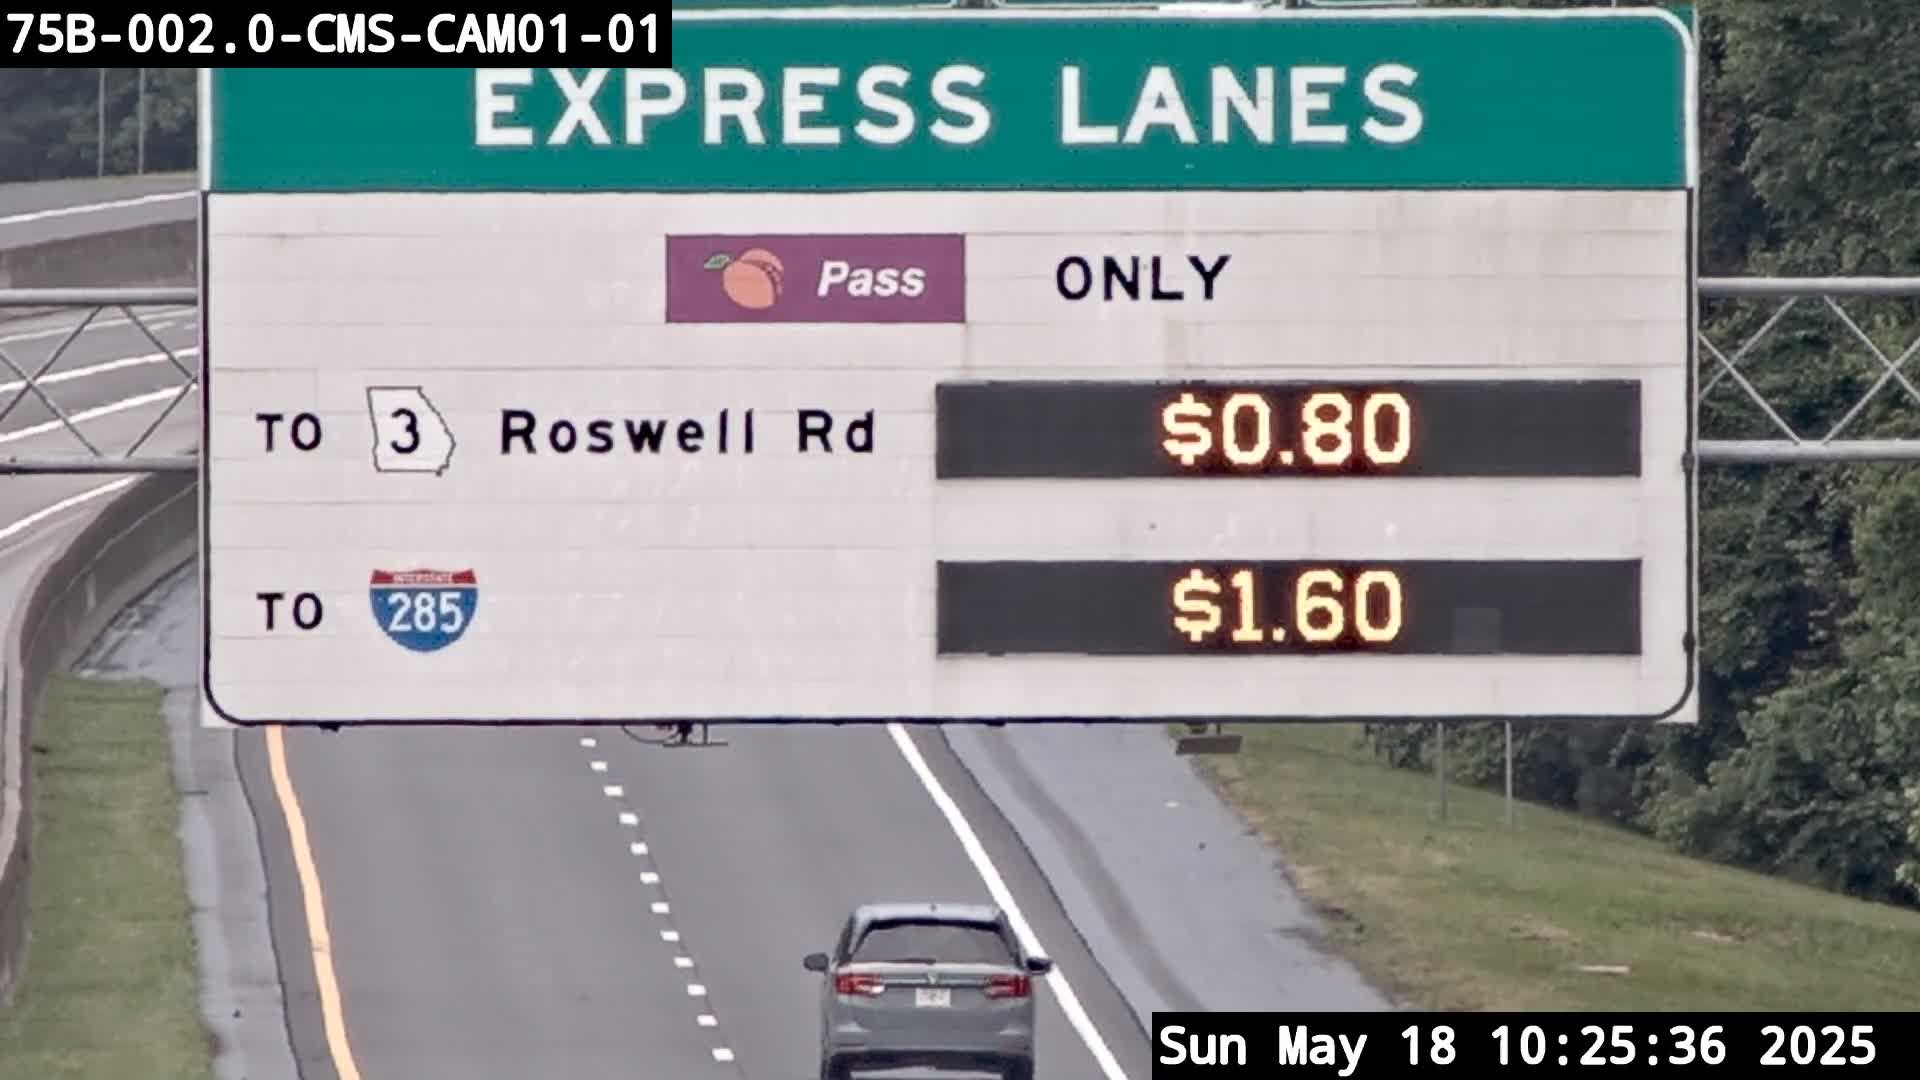 75B-002.0-CMS-CAM01-01
EXPRESS LANES
Pass ONLY
TO 3 Roswell Rd $0.80
INTERSTATE
TO 285 $1.60
Sun May 18 10:25:36 2025